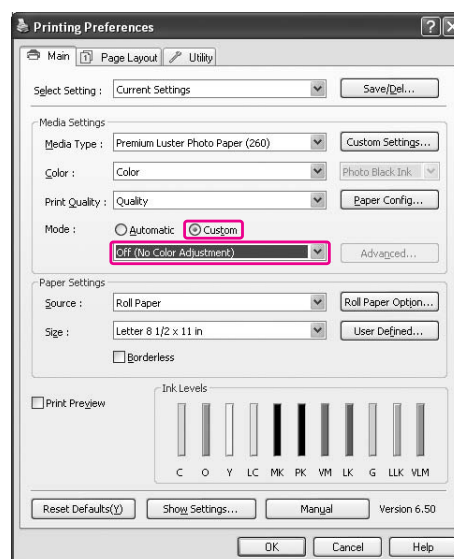 Printing Preferences
Main Page Layout Utility
Select Setting : Current Settings Save/Del...
Media Settings
Media Type : Premium Luster Photo Paper (260) Custom Settings...
Color : Color Photo Black Ink
Print Quality : Quality Paper Config...
Mode : Automatic Custom
Off (No Color Adjustment) Advanced...
Paper Settings
Source : Roll Paper Roll Paper Option...
Size : Letter 8 1/2 x 11 in User Defined...
Borderless
Print Preview
Ink Levels
C O Y LC MK PK VM LK G LLK VLM
Reset Defaults(Y) Show Settings... Manual Version 6.50
OK Cancel Help